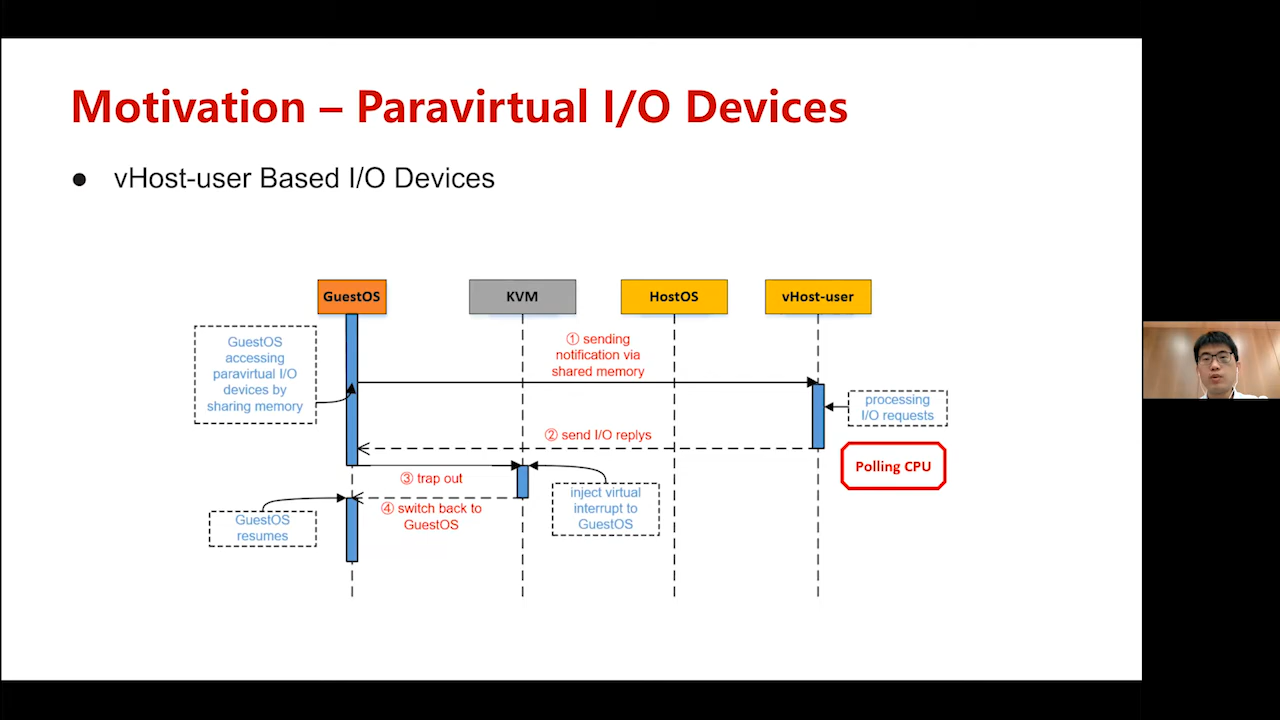 Motivation – Paravirtual I/O Devices
● vHost-user Based I/O Devices
GuestOS
KVM
HostOS
vHost-user
GuestOS
accessing
paravirtual I/O
devices by
sharing memory
① sending
notification via
shared memory
processing
I/O requests
② send I/O replys
Polling CPU
③ trap out
inject virtual
interrupt to
GuestOS
④ switch back to
GuestOS
GuestOS
resumes